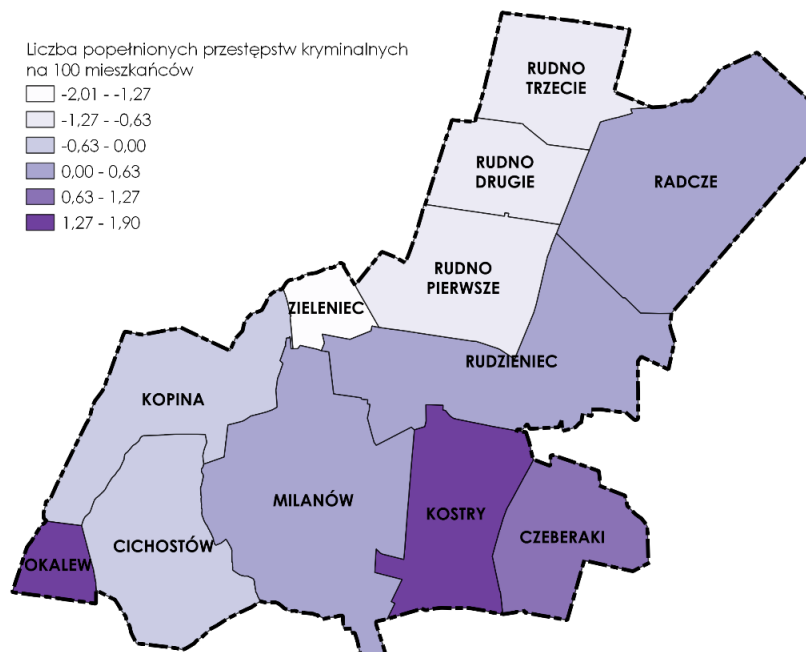 Liczba popełnionych przestępstw kryminalnych
na 100 mieszkańców
-2,01 - -1,27
-1,27 - -0,63
-0,63 - 0,00
0,00 - 0,63
0,63 - 1,27
1,27 - 1,90
RUDNO
TRZECIE
RUDNO
DRUGIE
RADCZE
RUDNO
PIERWSZE
ZIELENIEC
RUDZIENIEC
KOPINA
MILANÓW
KOSTRY
CZEBERAKI
CICHOSTÓW
OKALEW